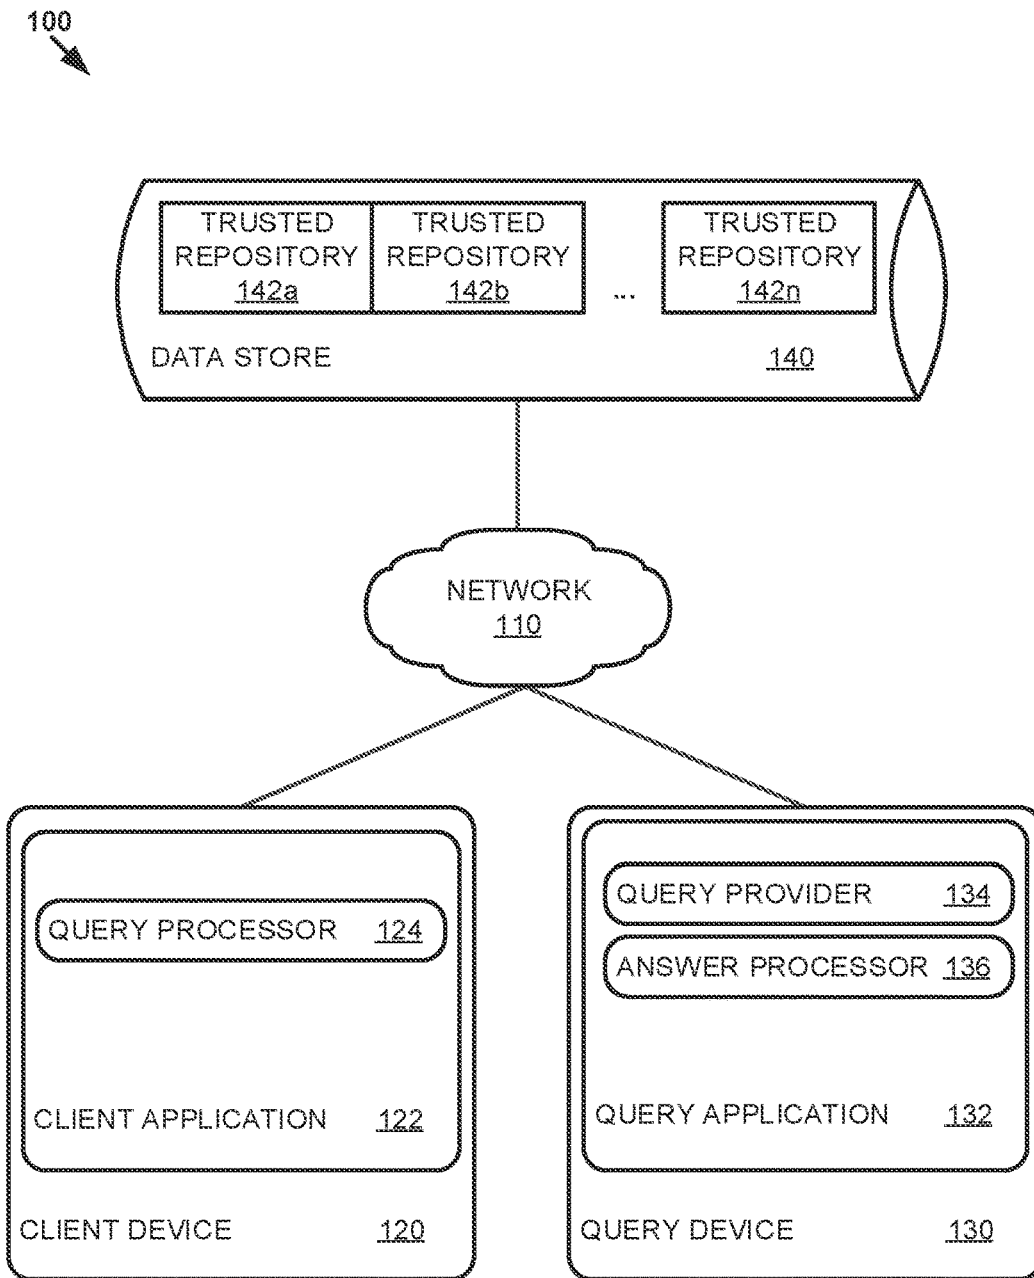 100
TRUSTED REPOSITORY 142a
TRUSTED REPOSITORY 142b
...
TRUSTED REPOSITORY 142n
DATA STORE 140
NETWORK
110
QUERY PROCESSOR 124
CLIENT APPLICATION 122
CLIENT DEVICE 120
QUERY PROVIDER 134
ANSWER PROCESSOR 136
QUERY APPLICATION 132
QUERY DEVICE 130